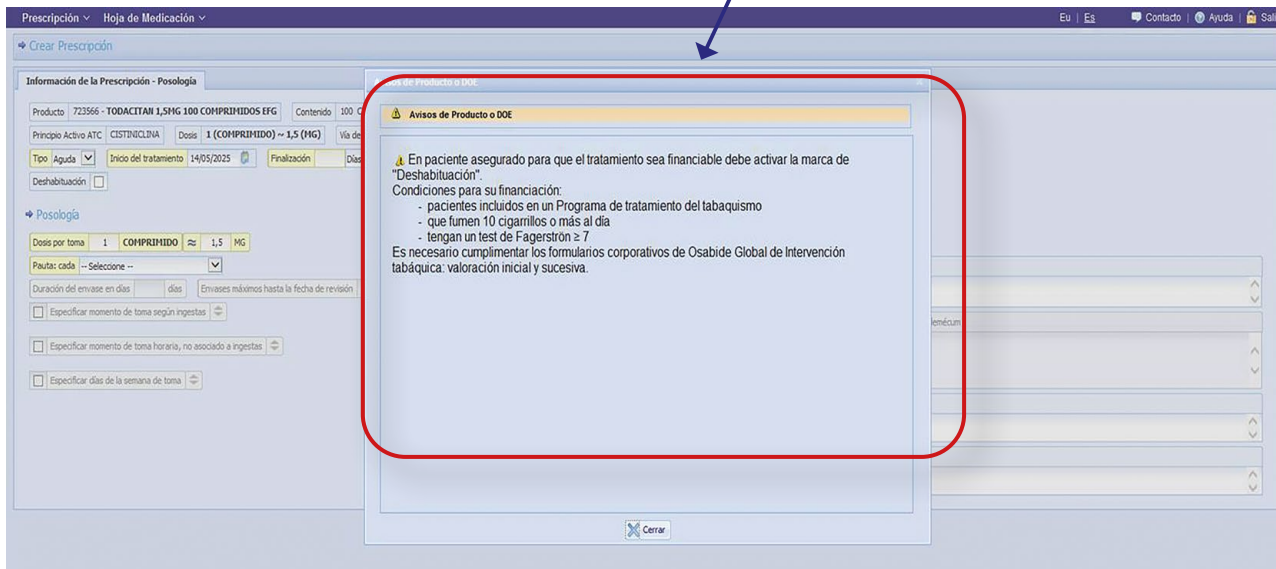 Prescripción Hoja de Medicación Eu | Es Contacto | Ayuda |
Crear Prescripción
Información de la Prescripción - Posología
Avisos de Producto o DOE
Producto 723566 - TODACITAN 1,5MG 100 COMPRIMIDOS EFG Contenido 100
Principio Activo ATC CISTINICLINA Dosis 1 (COMPRIMIDO) ~ 1,5 (MG) Vía de
Tipo Aguda Inicio del tratamiento 14/05/2025 Finalización Días
Deshabituación
Posología
Dosis por toma 1 COMPRIMIDO ≈ 1,5 MG
Pauta: cada -- Seleccione --
Duración del envase en días días Envases máximos hasta la fecha de revisión
Especificar momento de toma según ingestas
Especificar momento de toma horaria, no asociado a ingestas
Especificar días de la semana de toma
Avisos de Producto o DOE
En paciente asegurado para que el tratamiento sea financiable debe activar la marca de
"Deshabituación".
Condiciones para su financiación:
- pacientes incluidos en un Programa de tratamiento del tabaquismo
- que fumen 10 cigarrillos o más al día
- tengan un test de Fagerströn ≥ 7
Es necesario cumplimentar los formularios corporativos de Osabide Global de Intervención
tabáquica: valoración inicial y sucesiva.
Cerrar